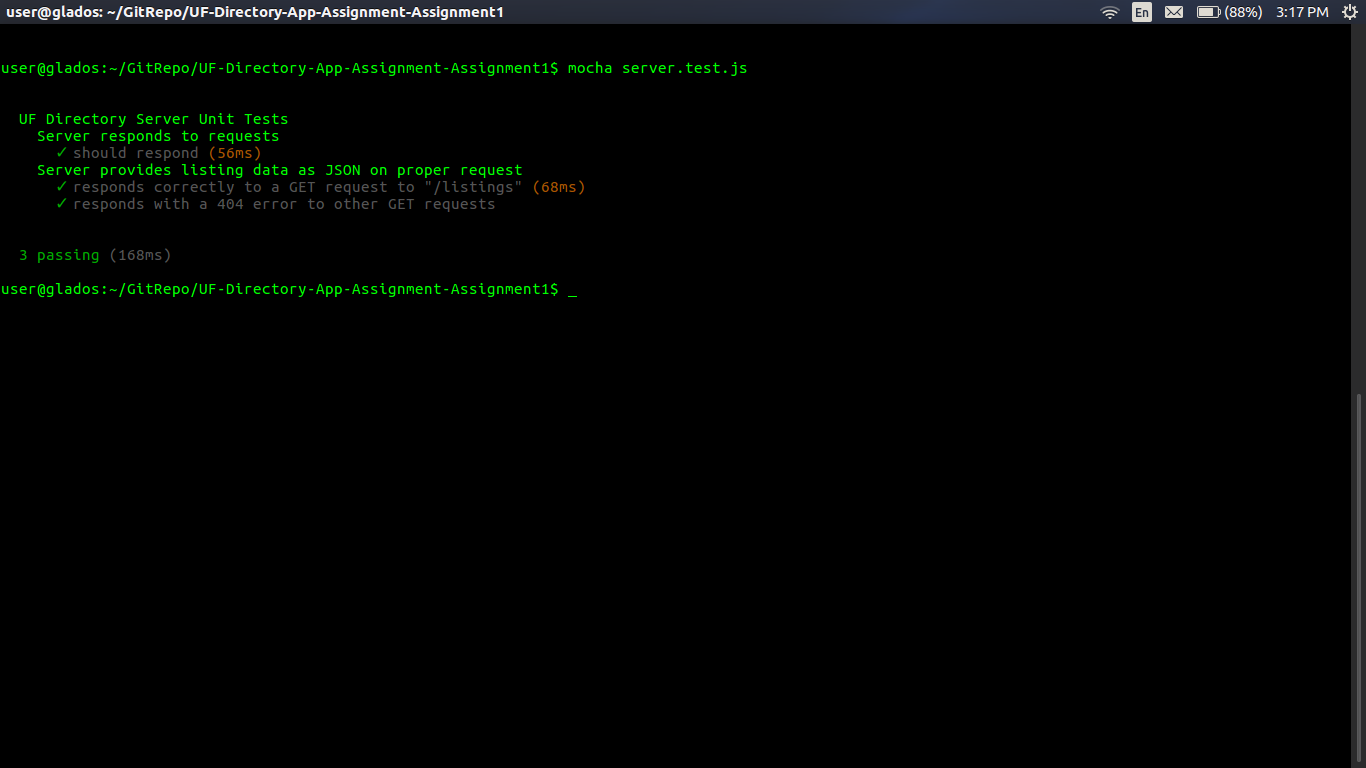 user@glados: ~/GitRepo/UF-Directory-App-Assignment-Assignment1 En (88%) 3:17 PM
user@glados:~/GitRepo/UF-Directory-App-Assignment-Assignment1$ mocha server.test.js
UF Directory Server Unit Tests
Server responds to requests
✓ should respond (56ms)
Server provides listing data as JSON on proper request
✓ responds correctly to a GET request to "/listings" (68ms)
✓ responds with a 404 error to other GET requests
3 passing (168ms)
user@glados:~/GitRepo/UF-Directory-App-Assignment-Assignment1$ _